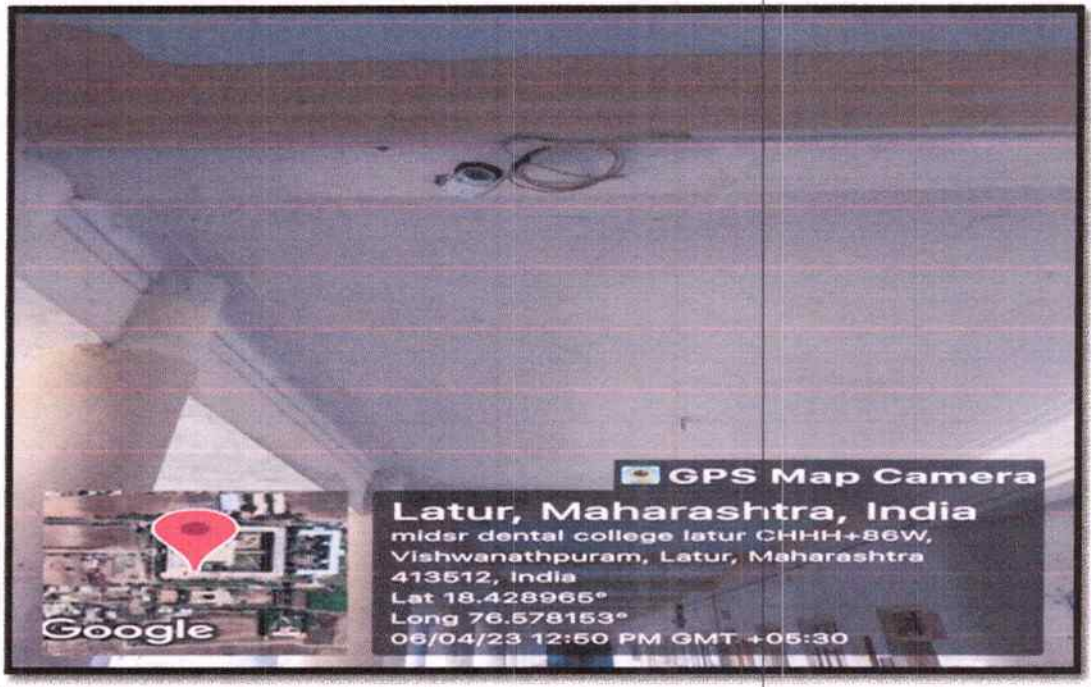 GPS Map Camera
Latur, Maharashtra, India
midsr dental college latur CHHH+86W,
Vishwanathpuram, Latur, Maharashtra
413512, India
Lat 18.428965°
Long 76.578153°
06/04/23 12:50 PM GMT +05:30
Google